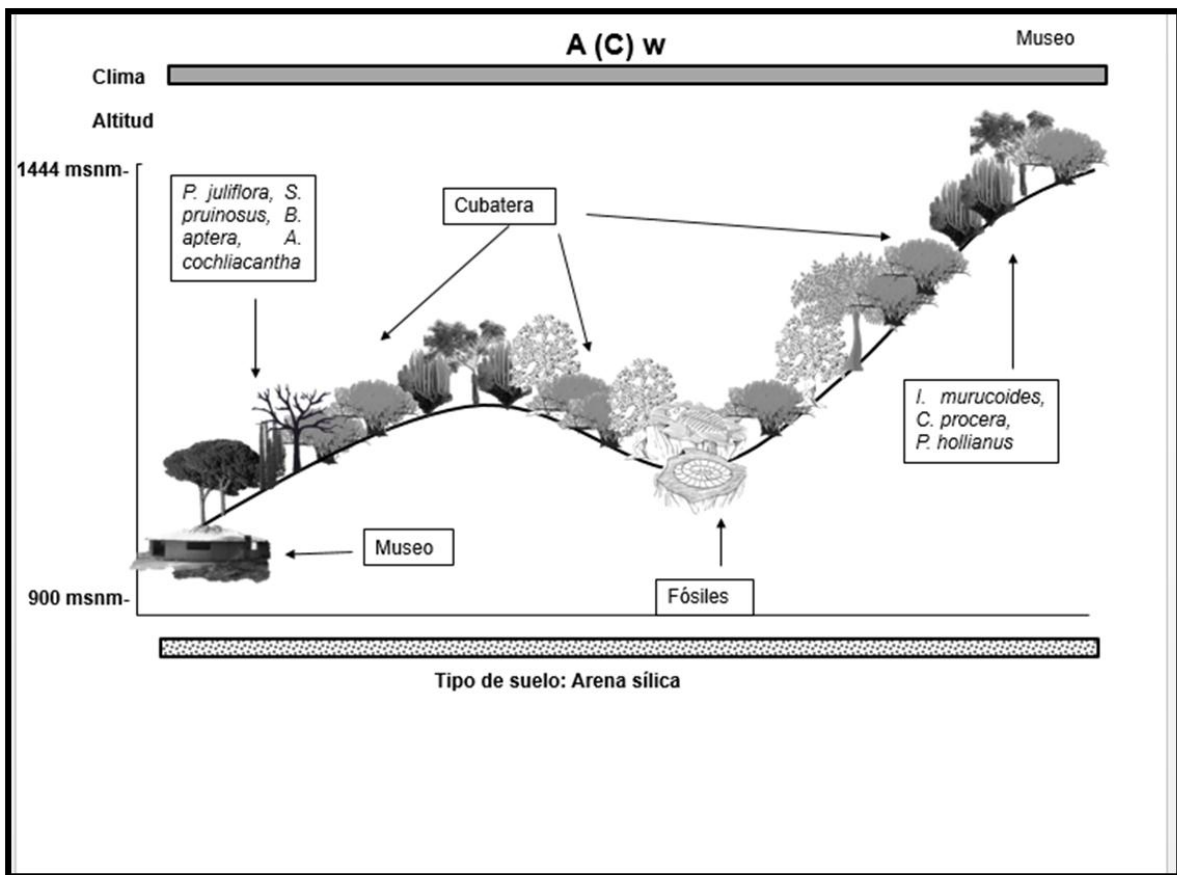 A (C) w
Museo
Clima
Altitud
1444 msnm-
P. juliflora, S.
pruinosus, B.
aptera, A.
cochliacantha
Cubatera
I. murucoides,
C. procera,
P. hollianus
Museo
900 msnm-
Fósiles
Tipo de suelo: Arena sílica